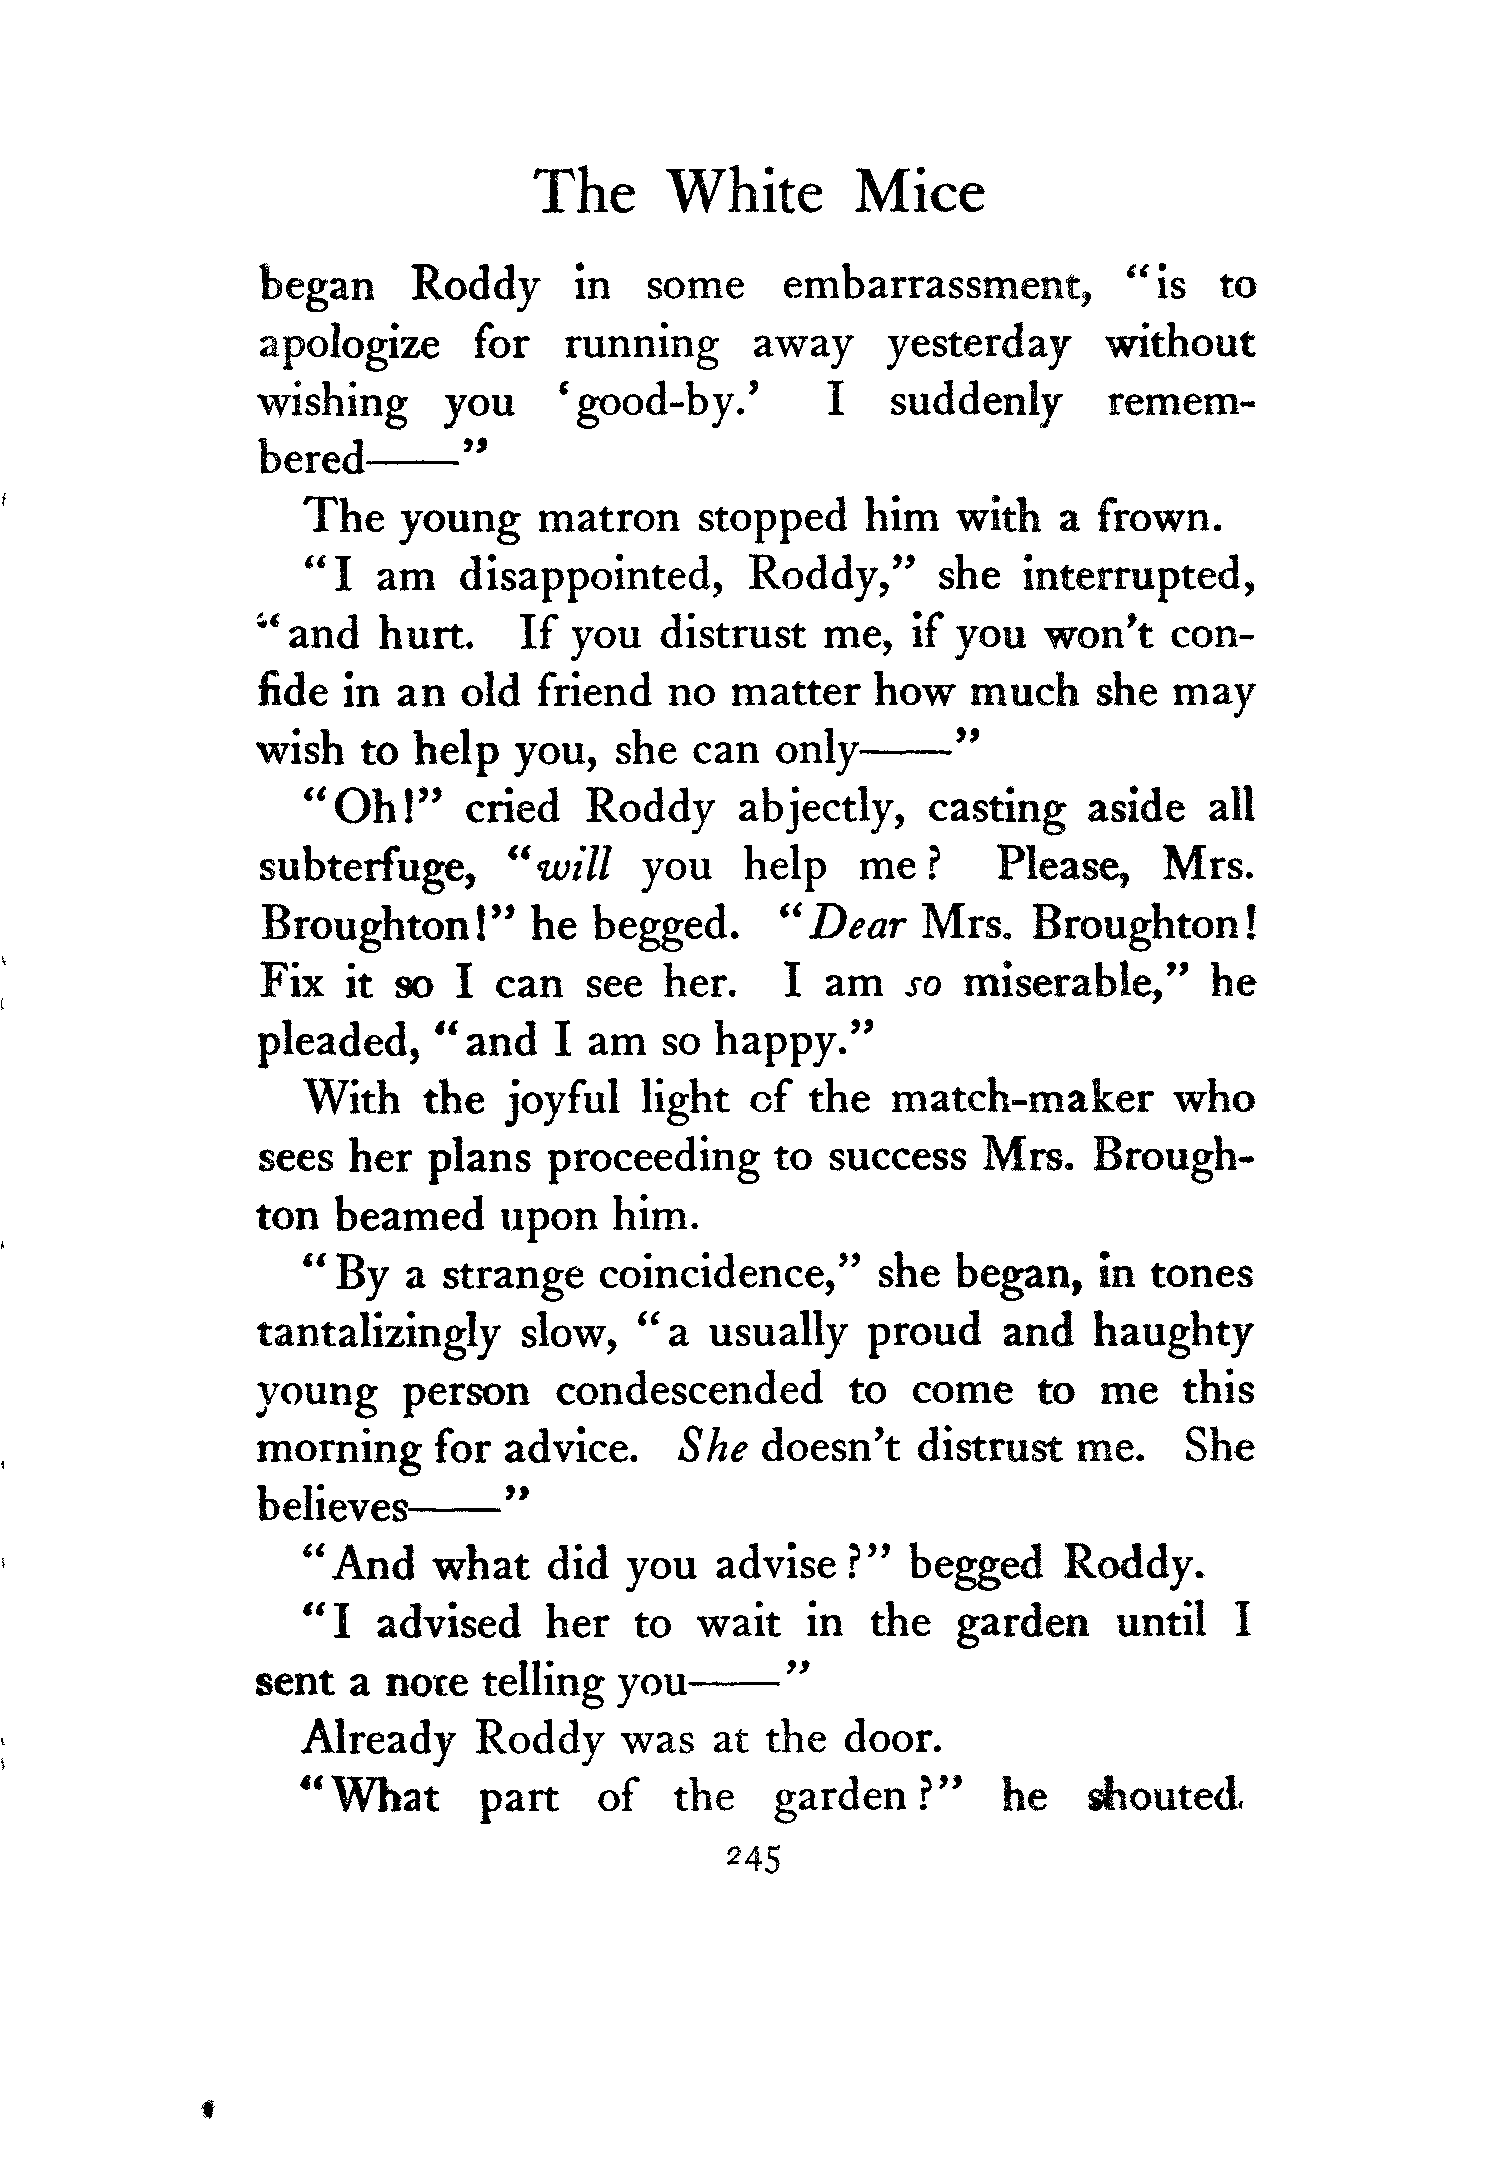 The White Mice
began Roddy in some embarrassment, "is to
apologize for running away yesterday without
wishing you 'good-by.' I suddenly remem-
bered——"
The young matron stopped him with a frown.
"I am disappointed, Roddy," she interrupted,
"and hurt. If you distrust me, if you won't con-
fide in an old friend no matter how much she may
wish to help you, she can only——"
"Oh!" cried Roddy abjectly, casting aside all
subterfuge, "will you help me? Please, Mrs.
Broughton!" he begged. "Dear Mrs. Broughton!
Fix it so I can see her. I am so miserable," he
pleaded, "and I am so happy."
With the joyful light of the match-maker who
sees her plans proceeding to success Mrs. Brough-
ton beamed upon him.
"By a strange coincidence," she began, in tones
tantalizingly slow, "a usually proud and haughty
young person condescended to come to me this
morning for advice. She doesn't distrust me. She
believes——"
"And what did you advise?" begged Roddy.
"I advised her to wait in the garden until I
sent a note telling you——"
Already Roddy was at the door.
"What part of the garden?" he shouted.
245